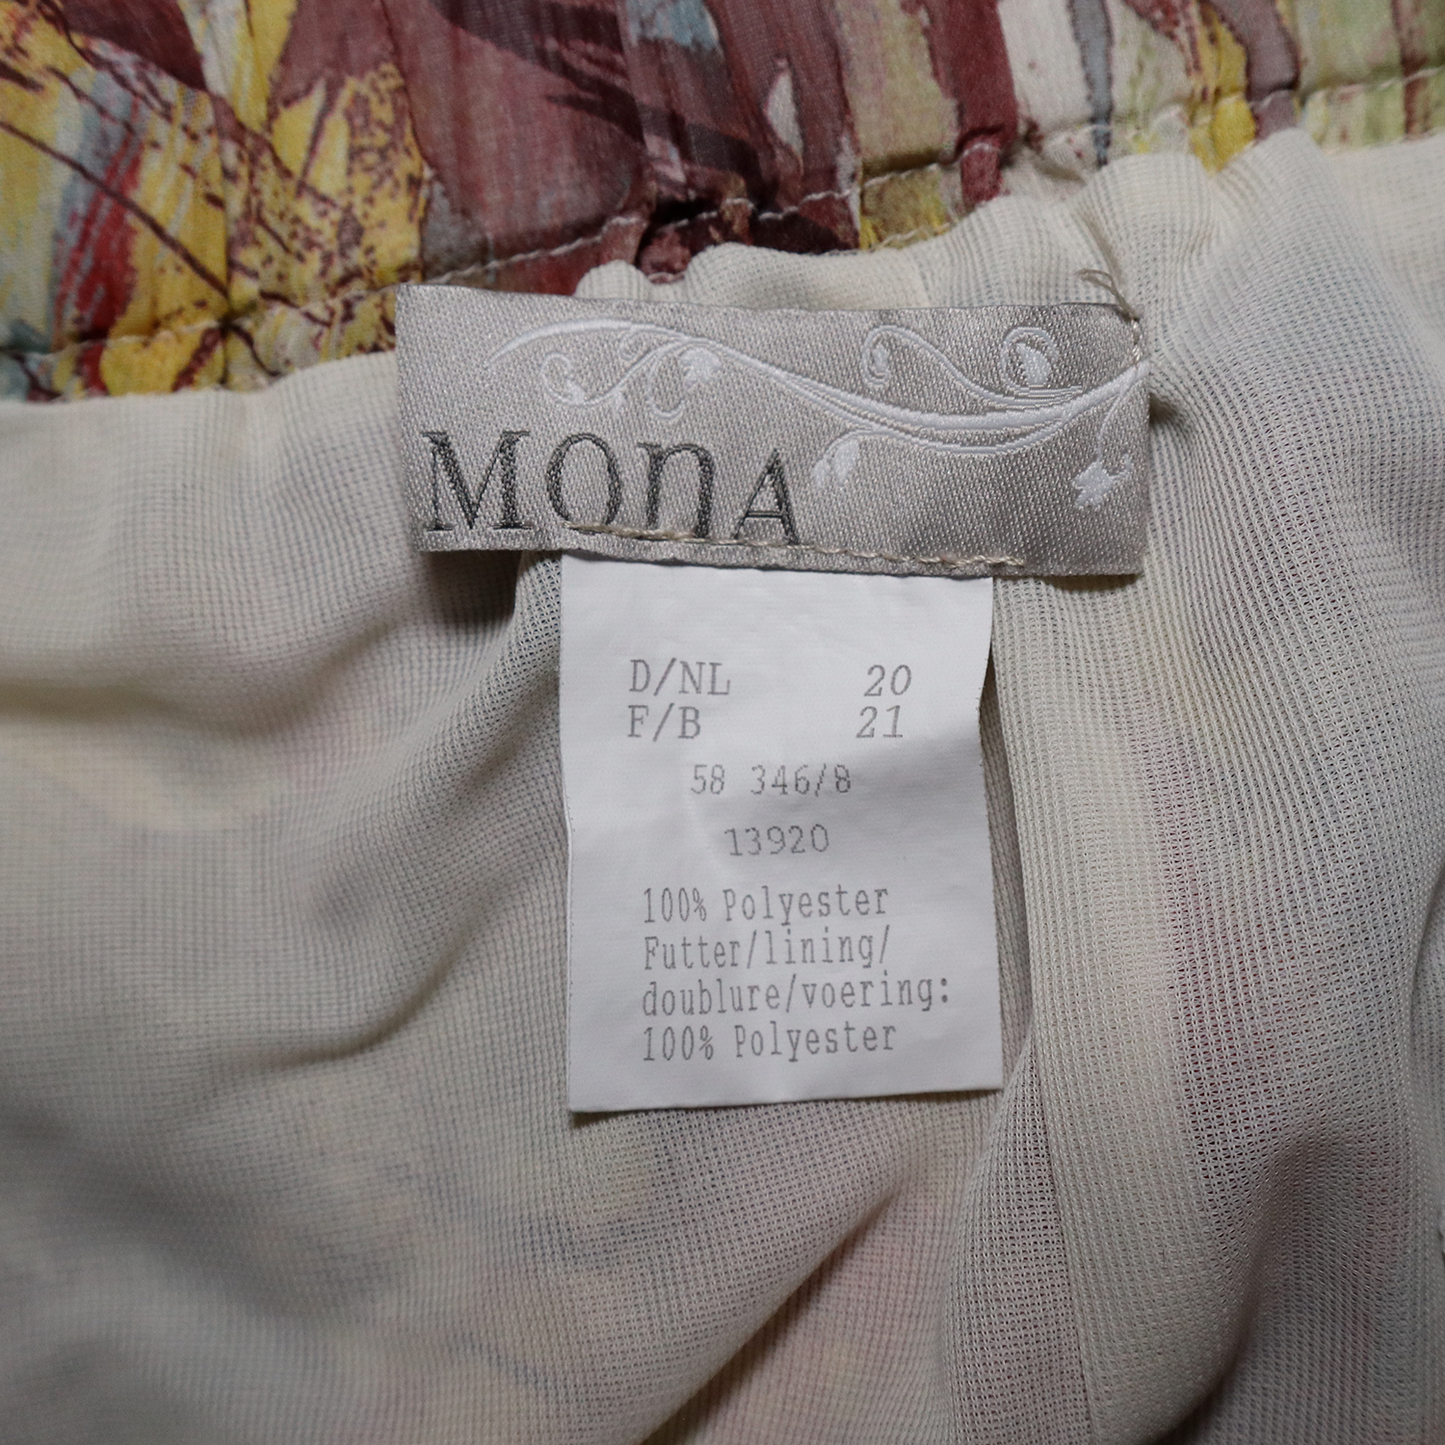 MONA
D/NL 20
F/B 21
58 346/8
13920
100% Polyester
Futter/lining/
doublure/voering:
100% Polyester